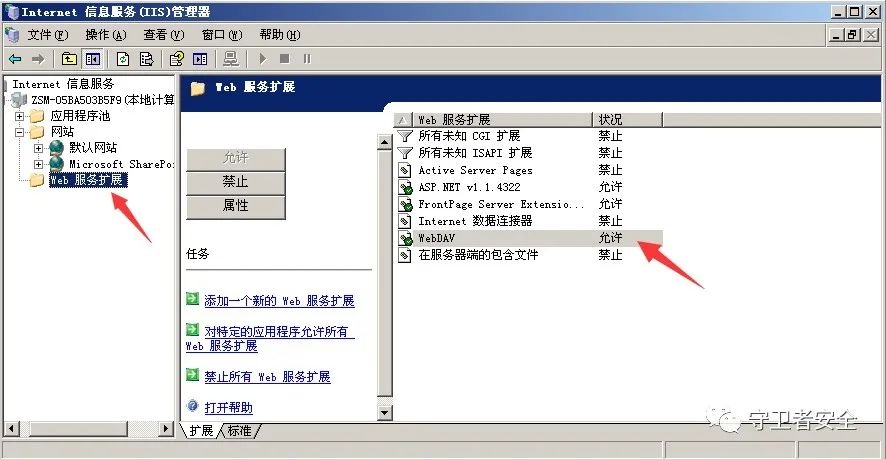 Internet 信息服务(IIS)管理器
文件(F) 操作(A) 查看(V) 窗口(W) 帮助(H)
Internet 信息服务
ZSM-05BA503B5F9(本地计算
应用程序池
网站
默认网站
Microsoft SharePo
Web 服务扩展
Web 服务扩展
允许
禁止
属性
任务
添加一个新的 Web 服务扩展
对特定的应用程序允许所有
Web 服务扩展
禁止所有 Web 服务扩展
打开帮助
Web 服务扩展 状况
所有未知 CGI 扩展 禁止
所有未知 ISAPI 扩展 禁止
Active Server Pages 禁止
ASP.NET v1.1.4322 允许
FrontPage Server Extensio... 允许
Internet 数据连接器 禁止
WebDAV 允许
在服务器端的包含文件 禁止
扩展 标准
守卫者安全